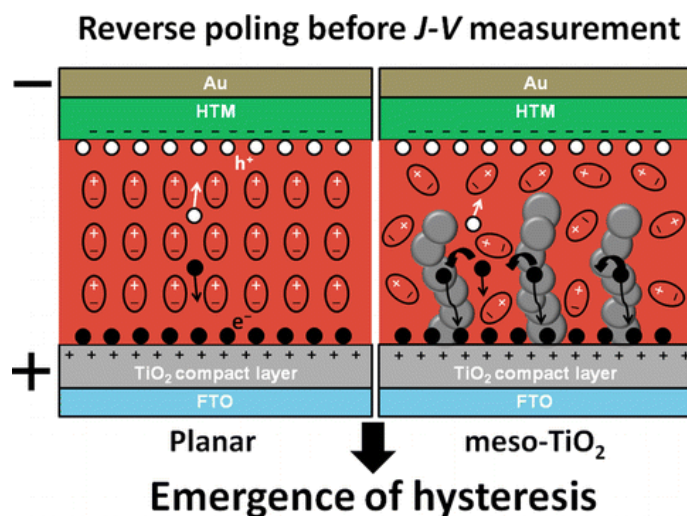 Reverse poling before J-V measurement
−
Au
Au
HTM
HTM
− − − − − − − − − − − − −
− − − − − − − − − − − − −
h⁺
e⁻
+
+ + + + + + + + + + + + +
+ + + + + + + + + + + + +
TiO₂ compact layer
TiO₂ compact layer
FTO
FTO
Planar
meso-TiO₂
Emergence of hysteresis